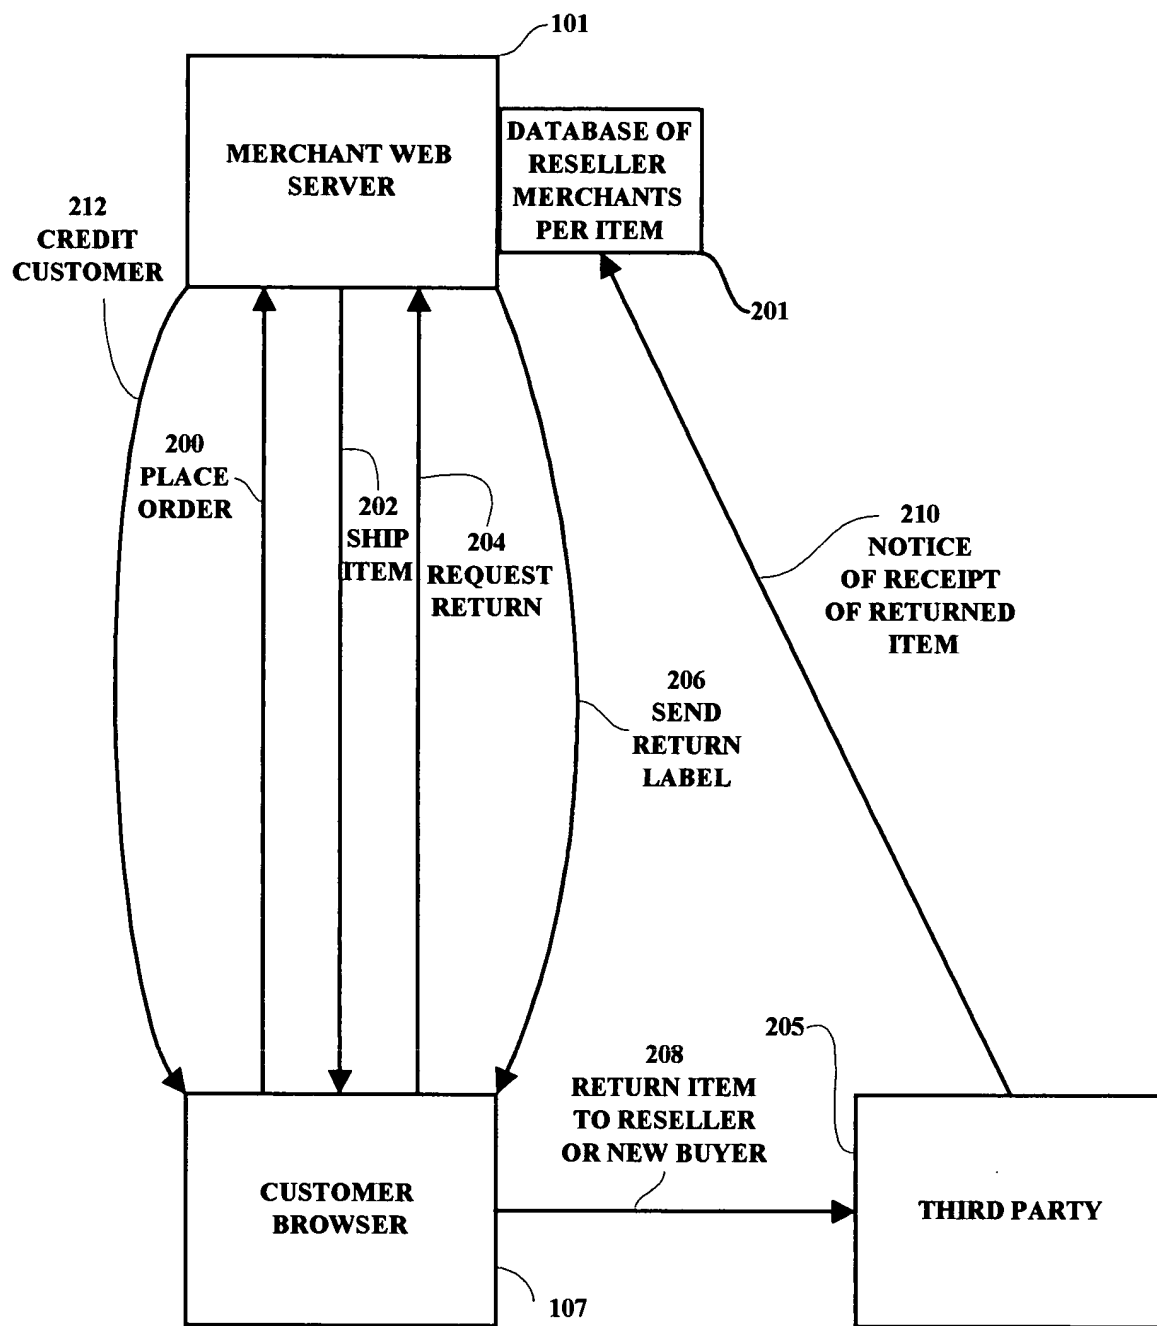 101
MERCHANT WEB
SERVER
DATABASE OF
RESELLER
MERCHANTS
PER ITEM
201
212
CREDIT
CUSTOMER
200
PLACE
ORDER
202
SHIP
ITEM
204
REQUEST
RETURN
206
SEND
RETURN
LABEL
210
NOTICE
OF RECEIPT
OF RETURNED
ITEM
205
208
RETURN ITEM
TO RESELLER
OR NEW BUYER
CUSTOMER
BROWSER
107
THIRD PARTY